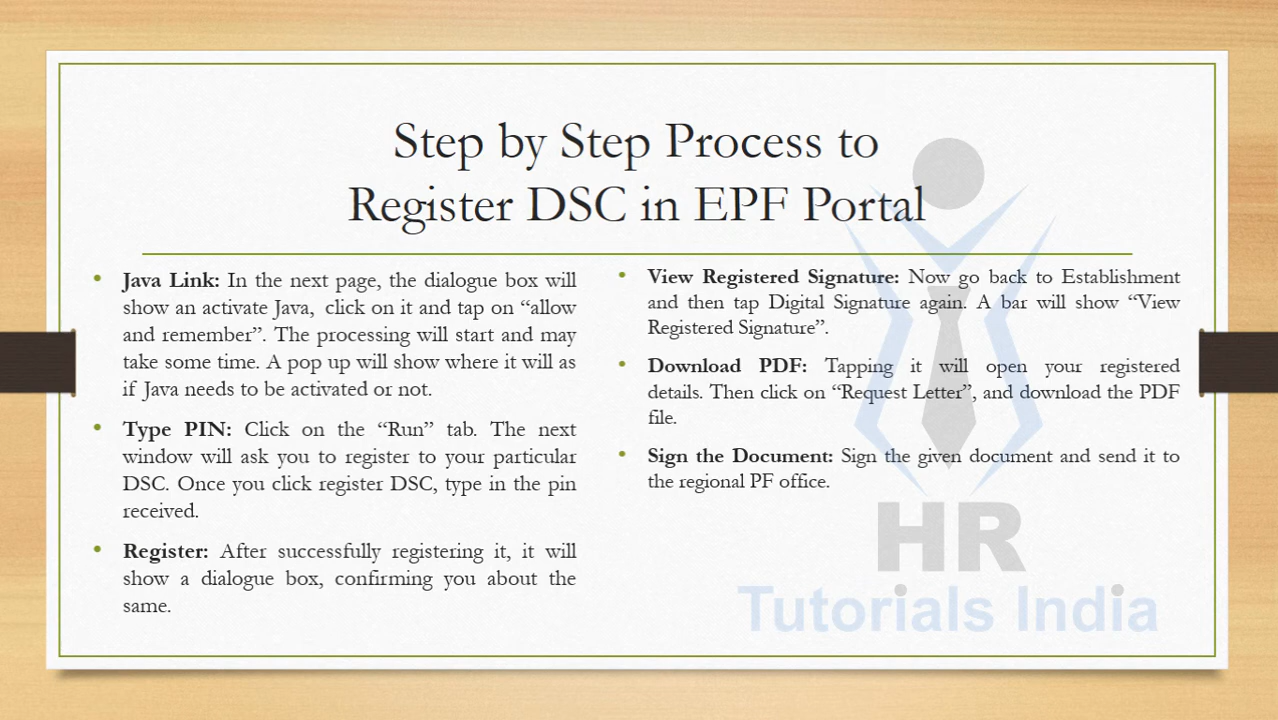 Step by Step Process to
Register DSC in EPF Portal
• Java Link: In the next page, the dialogue box will
show an activate Java, click on it and tap on “allow
and remember”. The processing will start and may
take some time. A pop up will show where it will as
if Java needs to be activated or not.
• Type PIN: Click on the “Run” tab. The next
window will ask you to register to your particular
DSC. Once you click register DSC, type in the pin
received.
• Register: After successfully registering it, it will
show a dialogue box, confirming you about the
same.
• View Registered Signature: Now go back to Establishment
and then tap Digital Signature again. A bar will show “View
Registered Signature”.
• Download PDF: Tapping it will open your registered
details. Then click on “Request Letter”, and download the PDF
file.
• Sign the Document: Sign the given document and send it to
the regional PF office.
HR
Tutorials India